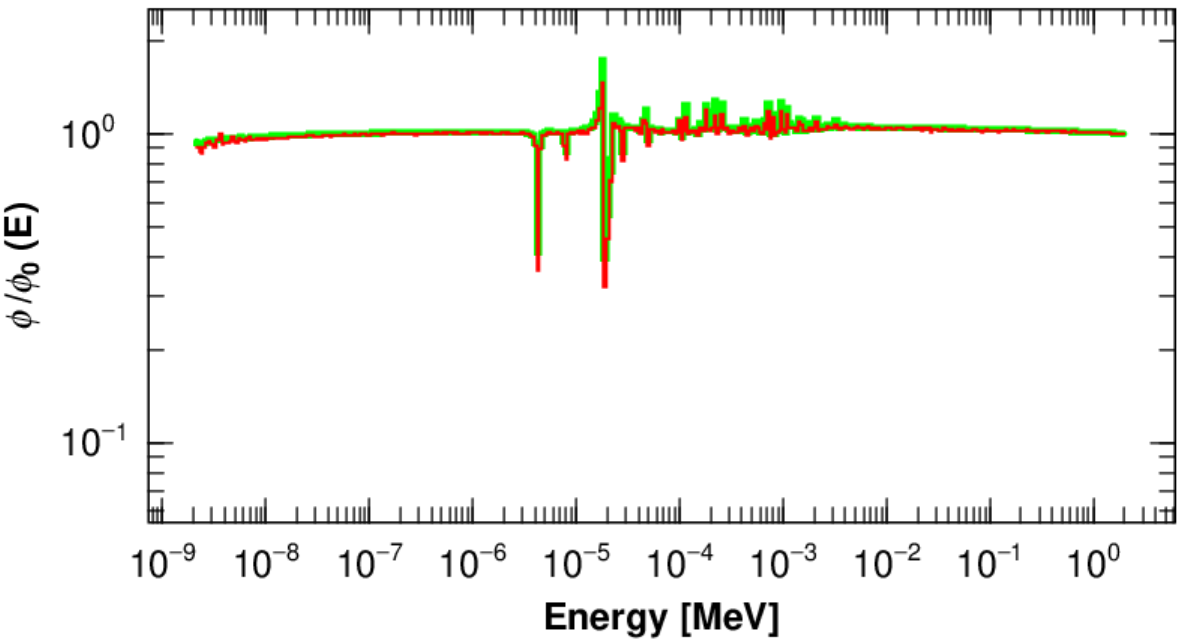 10⁰
10⁻¹
ϕ/ϕ₀ (E)
10⁻⁹ 10⁻⁸ 10⁻⁷ 10⁻⁶ 10⁻⁵ 10⁻⁴ 10⁻³ 10⁻² 10⁻¹ 10⁰
Energy [MeV]